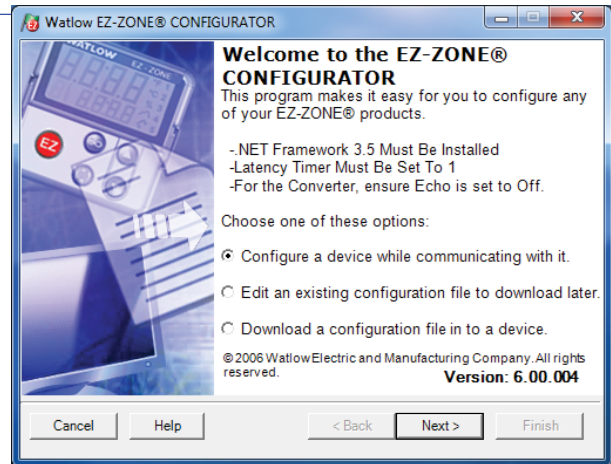 Watlow EZ-ZONE® CONFIGURATOR
WATLOW
EZ-ZONE
EZ
Welcome to the EZ-ZONE®
CONFIGURATOR
This program makes it easy for you to configure any
of your EZ-ZONE® products.
-.NET Framework 3.5 Must Be Installed
-Latency Timer Must Be Set To 1
-For the Converter, ensure Echo is set to Off.
Choose one of these options:
Configure a device while communicating with it.
Edit an existing configuration file to download later.
Download a configuration file in to a device.
©2006 Watlow Electric and Manufacturing Company. All rights
reserved.
Version: 6.00.004
Cancel
Help
< Back
Next >
Finish